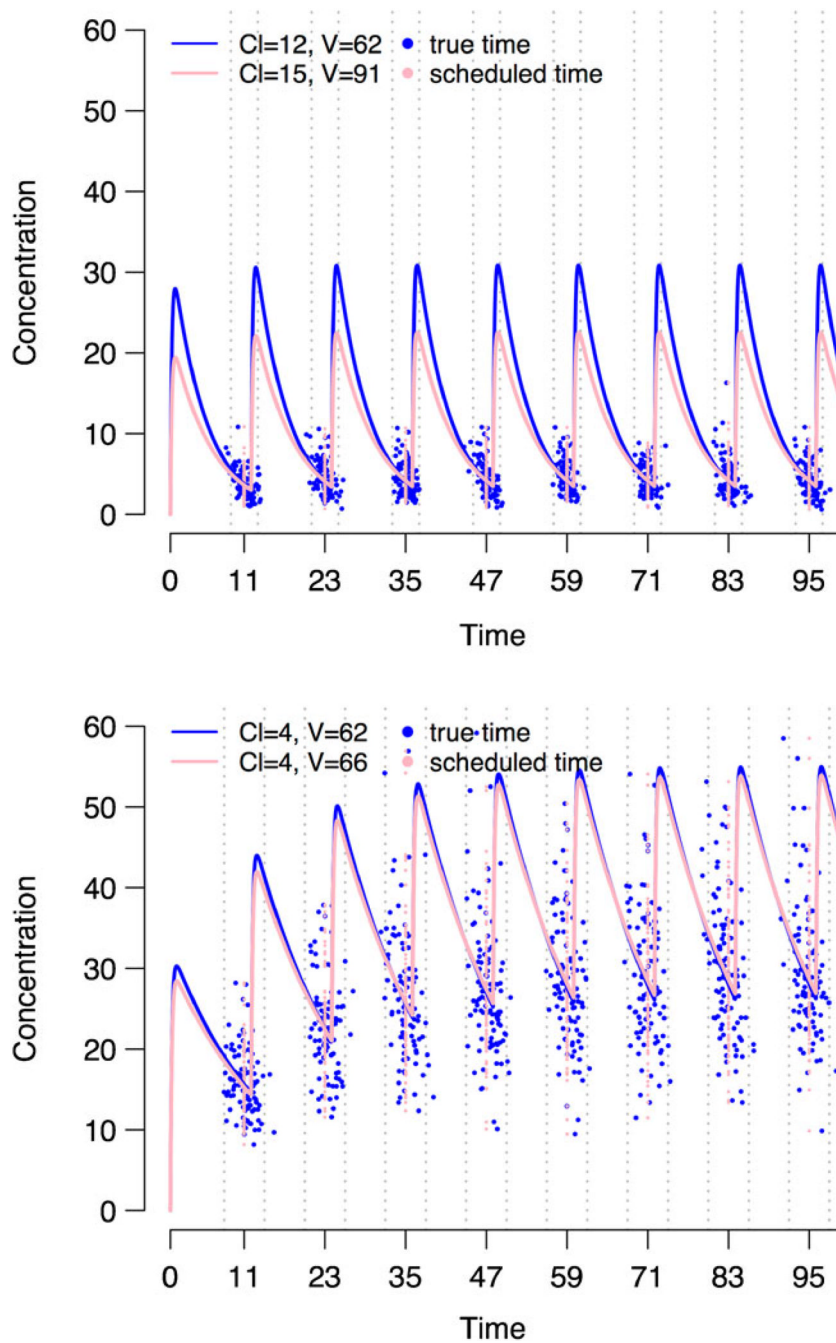 60
Cl=12, V=62 true time
Cl=15, V=91 scheduled time
50
40
30
20
10
0
Concentration
0 11 23 35 47 59 71 83 95
Time
60
Cl=4, V=62 true time
Cl=4, V=66 scheduled time
50
40
30
20
10
0
Concentration
0 11 23 35 47 59 71 83 95
Time